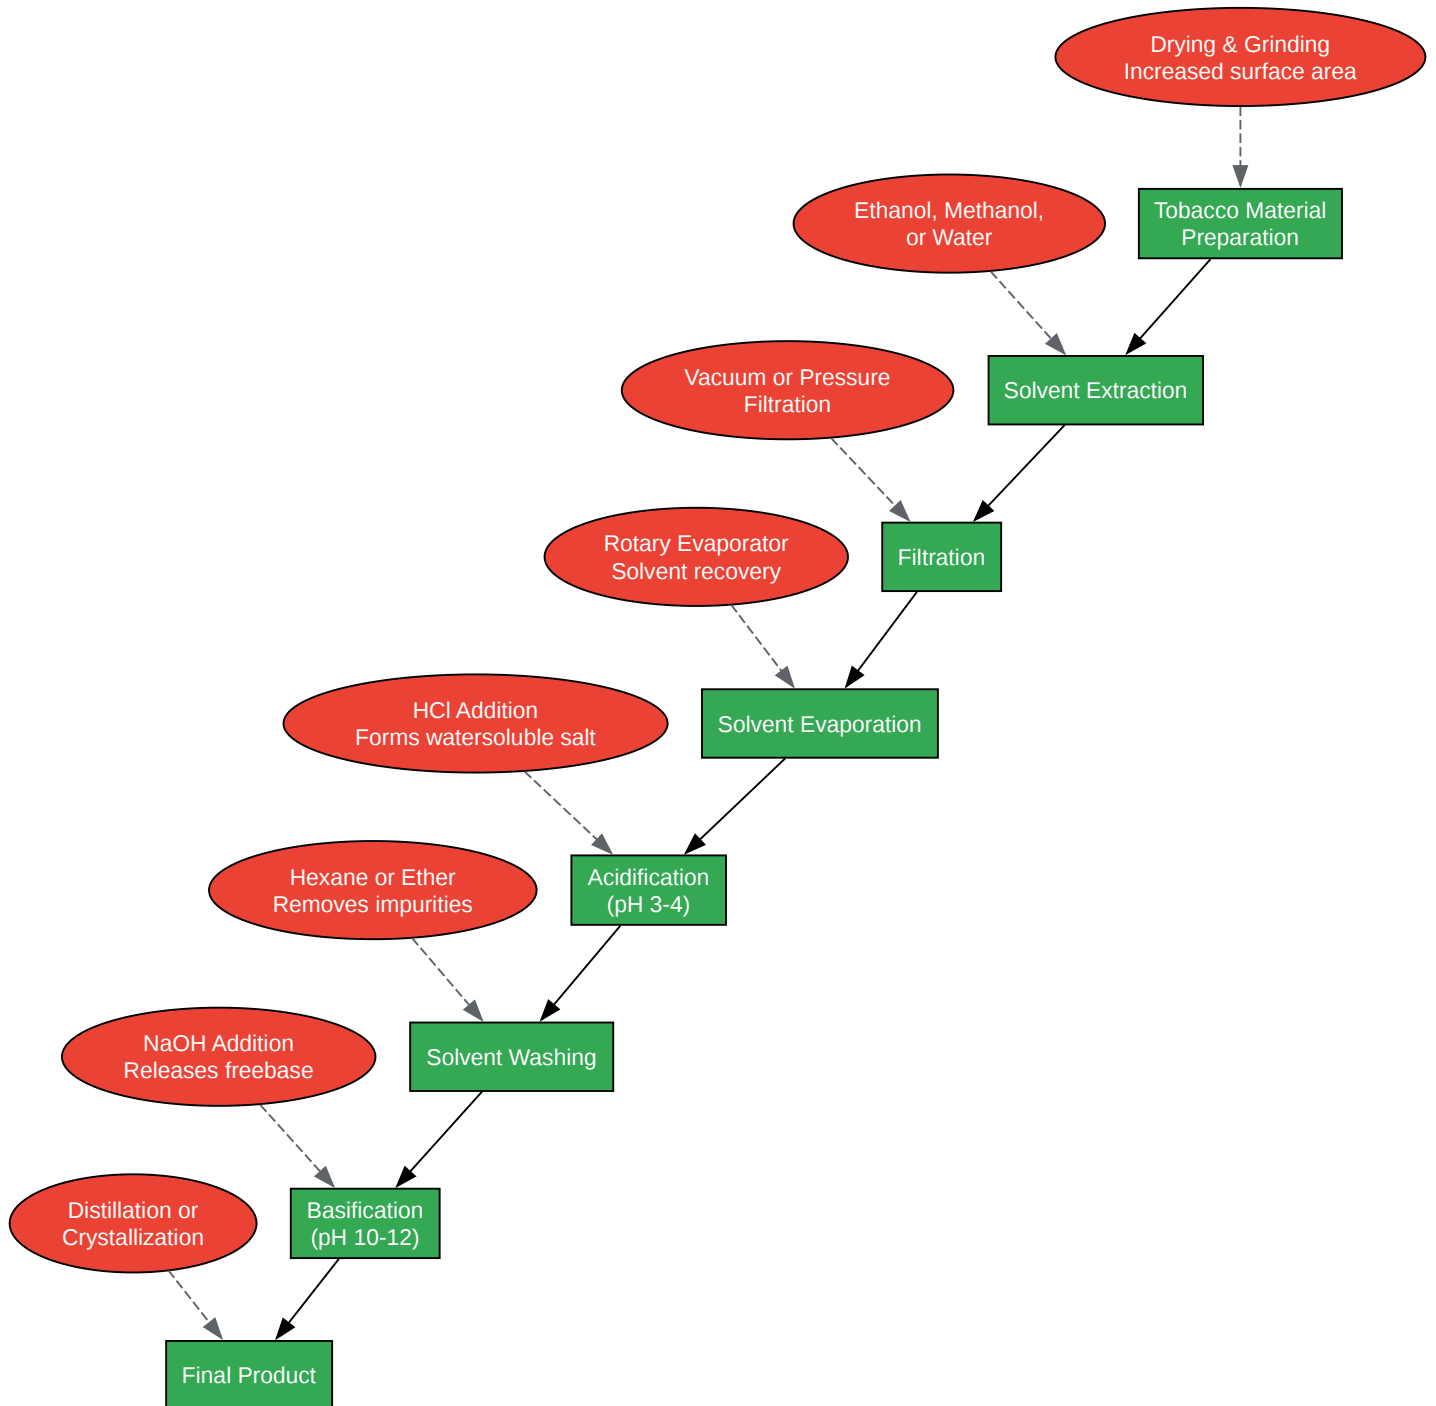 Drying & Grinding
Increased surface area
Ethanol, Methanol,
or Water
Tobacco Material
Preparation
Vacuum or Pressure
Filtration
Solvent Extraction
Rotary Evaporator
Solvent recovery
Filtration
HCl Addition
Forms watersoluble salt
Solvent Evaporation
Hexane or Ether
Removes impurities
Acidification
(pH 3-4)
NaOH Addition
Releases freebase
Solvent Washing
Distillation or
Crystallization
Basification
(pH 10-12)
Final Product